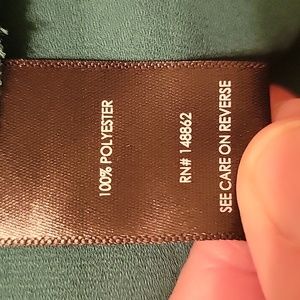 100% POLYESTER
RN# 148862
SEE CARE ON REVERSE